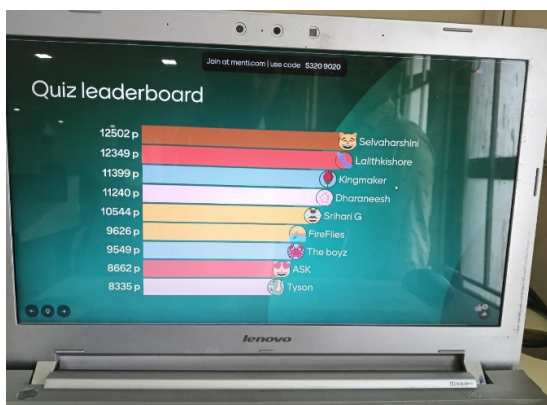 Join at menti.com | use code 5320 9020
Quiz leaderboard
12502 p Selvaharshini
12349 p Lalithkishore
11399 p Kingmaker
11240 p Dharaneesh
10544 p Srihari G
9626 p FireFlies
9549 p The boyz
8662 p ASK
8335 p Tyson
lenovo